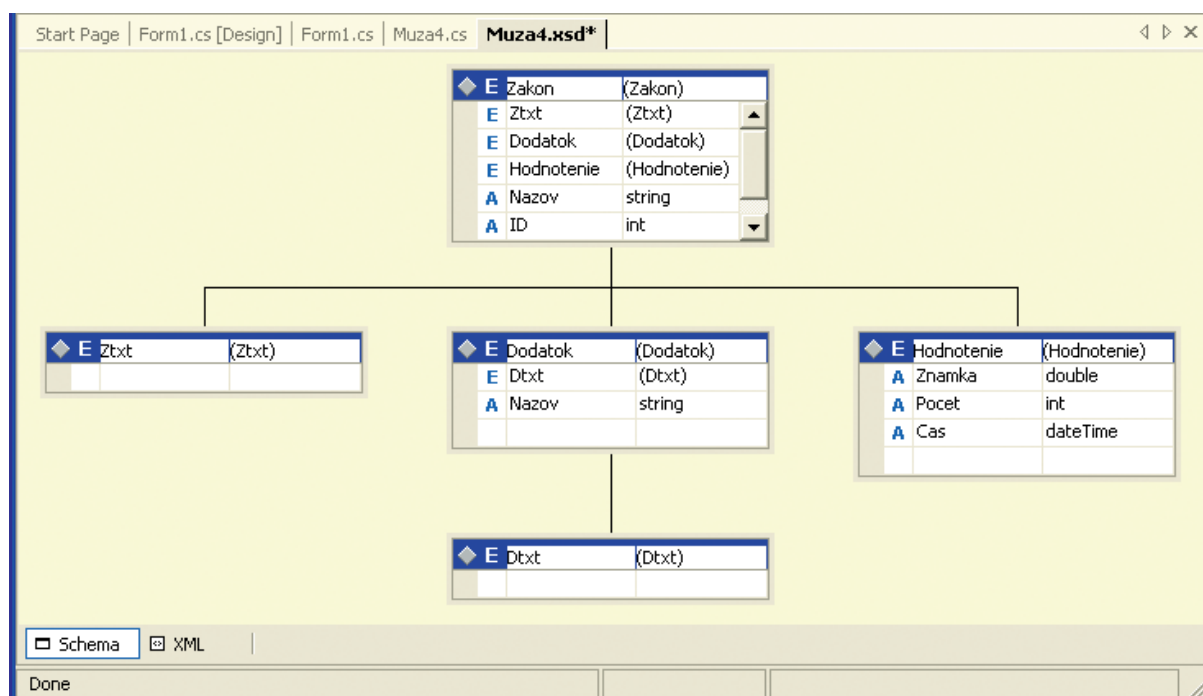 Start Page | Form1.cs [Design] | Form1.cs | Muza4.cs Muza4.xsd*
E Zakon (Zakon)
E Ztxt (Ztxt)
E Dodatok (Dodatok)
E Hodnotenie (Hodnotenie)
A Nazov string
A ID int
E Ztxt (Ztxt)
E Dodatok (Dodatok)
E Dtxt (Dtxt)
A Nazov string
E Hodnotenie (Hodnotenie)
A Znamka double
A Pocet int
A Cas dateTime
E Dtxt (Dtxt)
Schema XML
Done